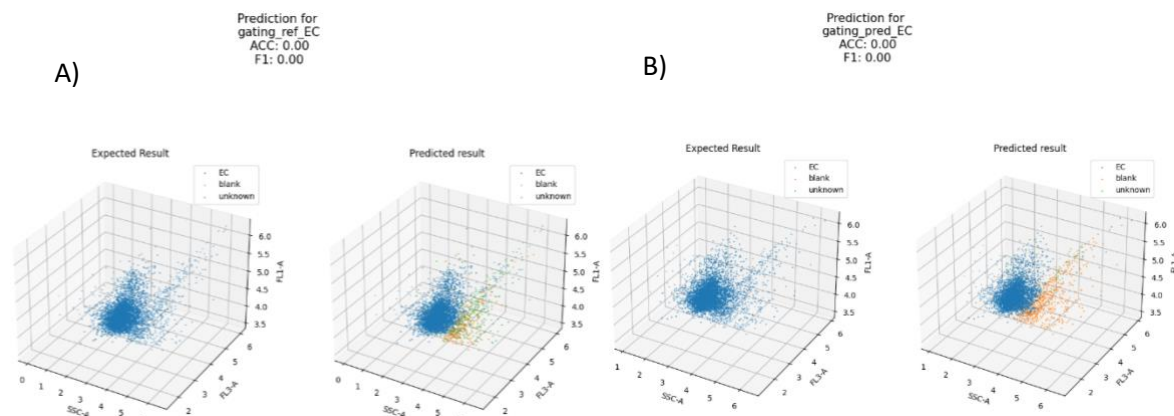 Prediction for
gating_ref_EC
ACC: 0.00
F1: 0.00
A)
Expected Result
EC
blank
unknown
6.0
5.5
5.0
4.5
4.0
3.5
FL1-A
0 1 2 3 4 5
SSC-A
2 3 4 5 6
FL3-A
Predicted result
EC
blank
unknown
6.0
5.5
5.0
4.5
4.0
3.5
FL1-A
0 1 2 3 4 5
SSC-A
2 3 4 5 6
FL3-A
Prediction for
gating_pred_EC
ACC: 0.00
F1: 0.00
B)
Expected Result
EC
blank
unknown
6.0
5.5
5.0
4.5
4.0
3.5
FL1-A
1 2 3 4 5 6
SSC-A
2 3 4 5 6
FL3-A
Predicted result
EC
blank
unknown
6.0
5.5
5.0
4.5
4.0
3.5
FL1-A
1 2 3 4 5 6
SSC-A
2 3 4 5 6
FL3-A